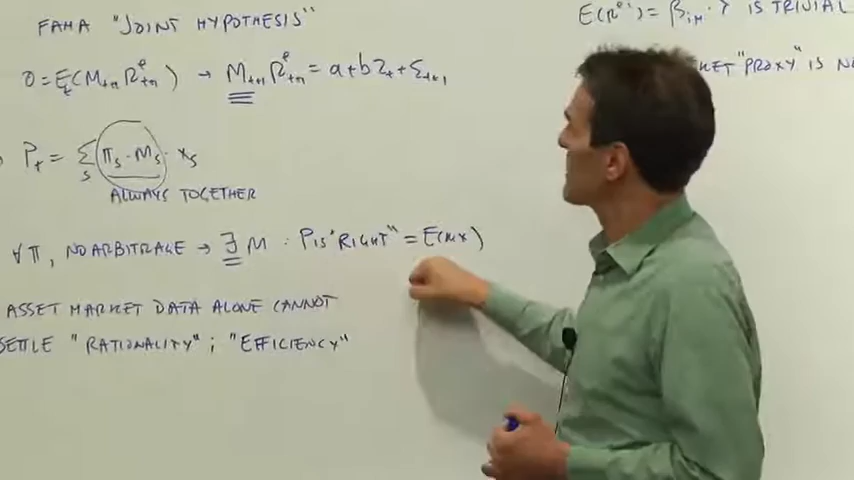 FAMA "JOINT HYPOTHESIS"
0 = E_t(M_{t+1} R^e_{t+1}) → M_{t+1} R^e_{t+1} = a + b Z_t + Σ_{t+1}
P_t = Σ_s π_s · M_s · x_s
ALWAYS TOGETHER
∀π, NO ARBITRAGE → ∃ M : P IS "RIGHT" = E(mx)
ASSET MARKET DATA ALONE CANNOT
SETTLE "RATIONALITY"; "EFFICIENCY"
E(R^{ei}) = β_{i,M} · γ IS TRIVIAL
"PROXY" IS